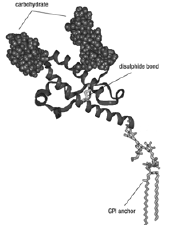 carbohydrate
disulphide bond
GPI anchor